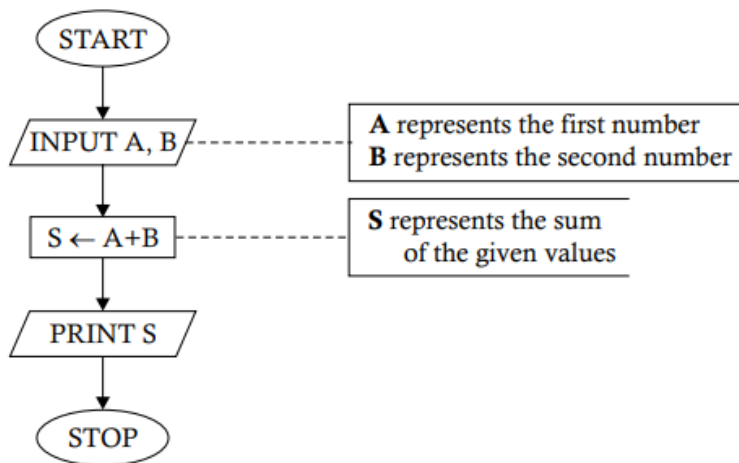 START
INPUT A, B
A represents the first number
B represents the second number
S ← A+B
S represents the sum
of the given values
PRINT S
STOP